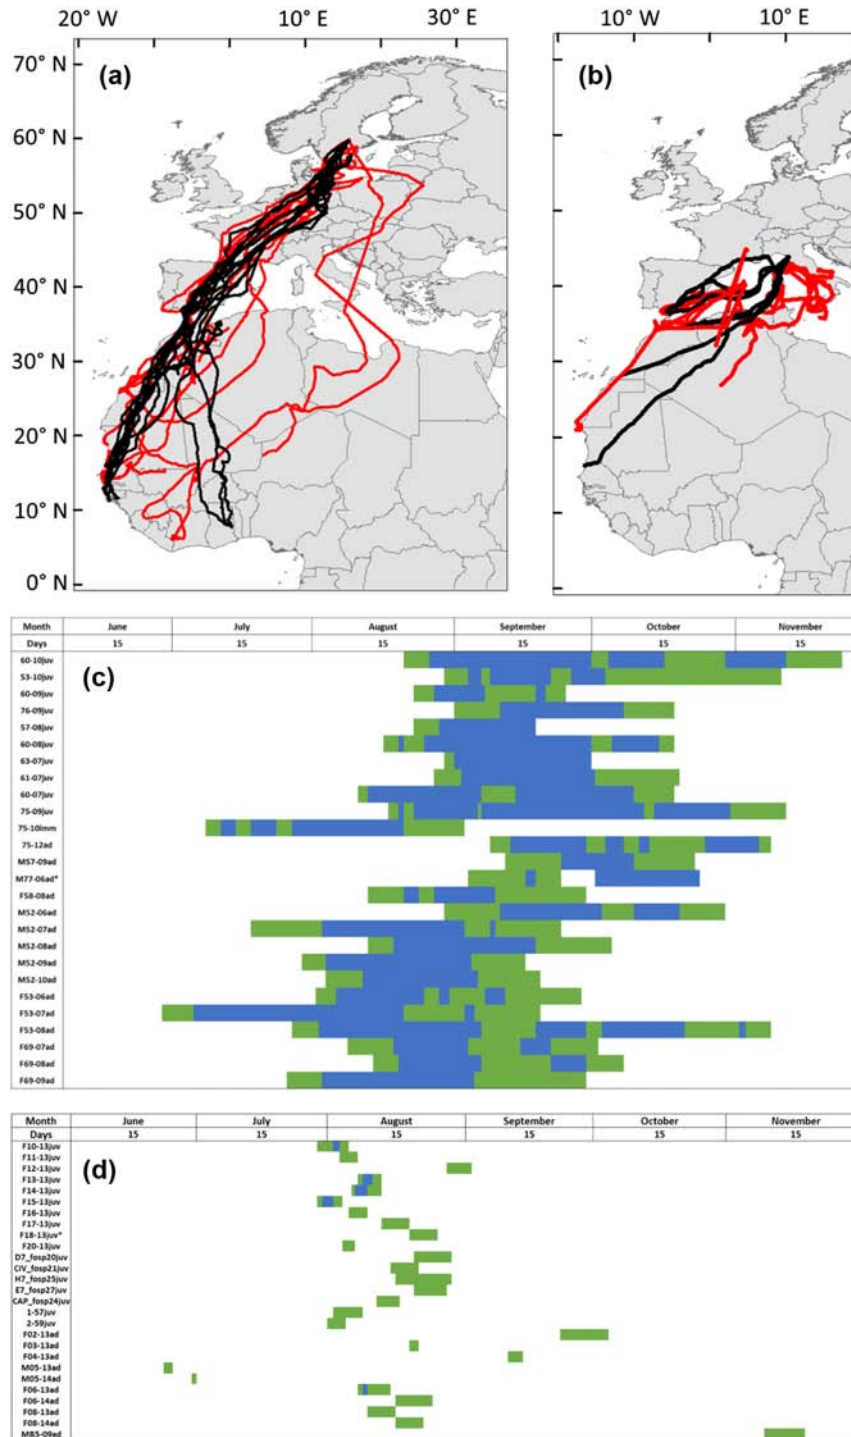 20° W 10° E 30° E 10° W 10° E
70° N (a) (b)
60° N
50° N
40° N
30° N
20° N
10° N
0° N
Month June July August September October November
Days 15 15 15 15 15 15
60-10juv (c)
53-10juv
60-09juv
76-09juv
57-08juv
60-08juv
63-07juv
61-07juv
60-07juv
75-09juv
75-10imm
75-12ad
M57-09ad
M77-06ad*
F58-08ad
M52-06ad
M52-07ad
M52-08ad
M52-09ad
M52-10ad
F53-06ad
F53-07ad
F53-08ad
F69-07ad
F69-08ad
F69-09ad
Month June July August September October November
Days 15 15 15 15 15 15
F10-13juv (d)
F11-13juv
F12-13juv
F13-13juv
F14-13juv
F15-13juv
F16-13juv
F17-13juv
F18-13juv*
F20-13juv
D7_fosp20juv
CIV_fosp21juv
H7_fosp25juv
E7_fosp27juv
CAP_fosp24juv
1-57juv
2-59juv
F02-13ad
F03-13ad
F04-13ad
M05-13ad
M05-14ad
F06-13ad
F06-14ad
F08-13ad
F08-14ad
MB5-09ad